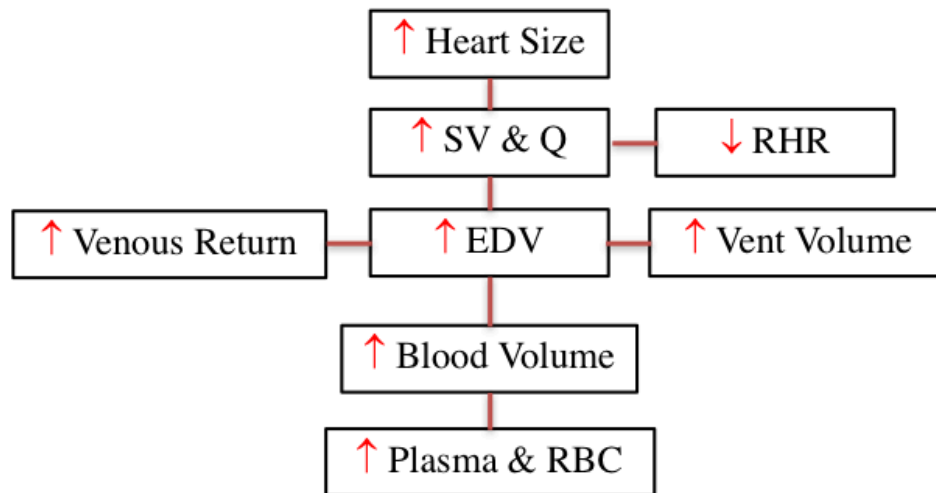 ↑ Heart Size
↑ SV & Q
↓ RHR
↑ Venous Return
↑ EDV
↑ Vent Volume
↑ Blood Volume
↑ Plasma & RBC